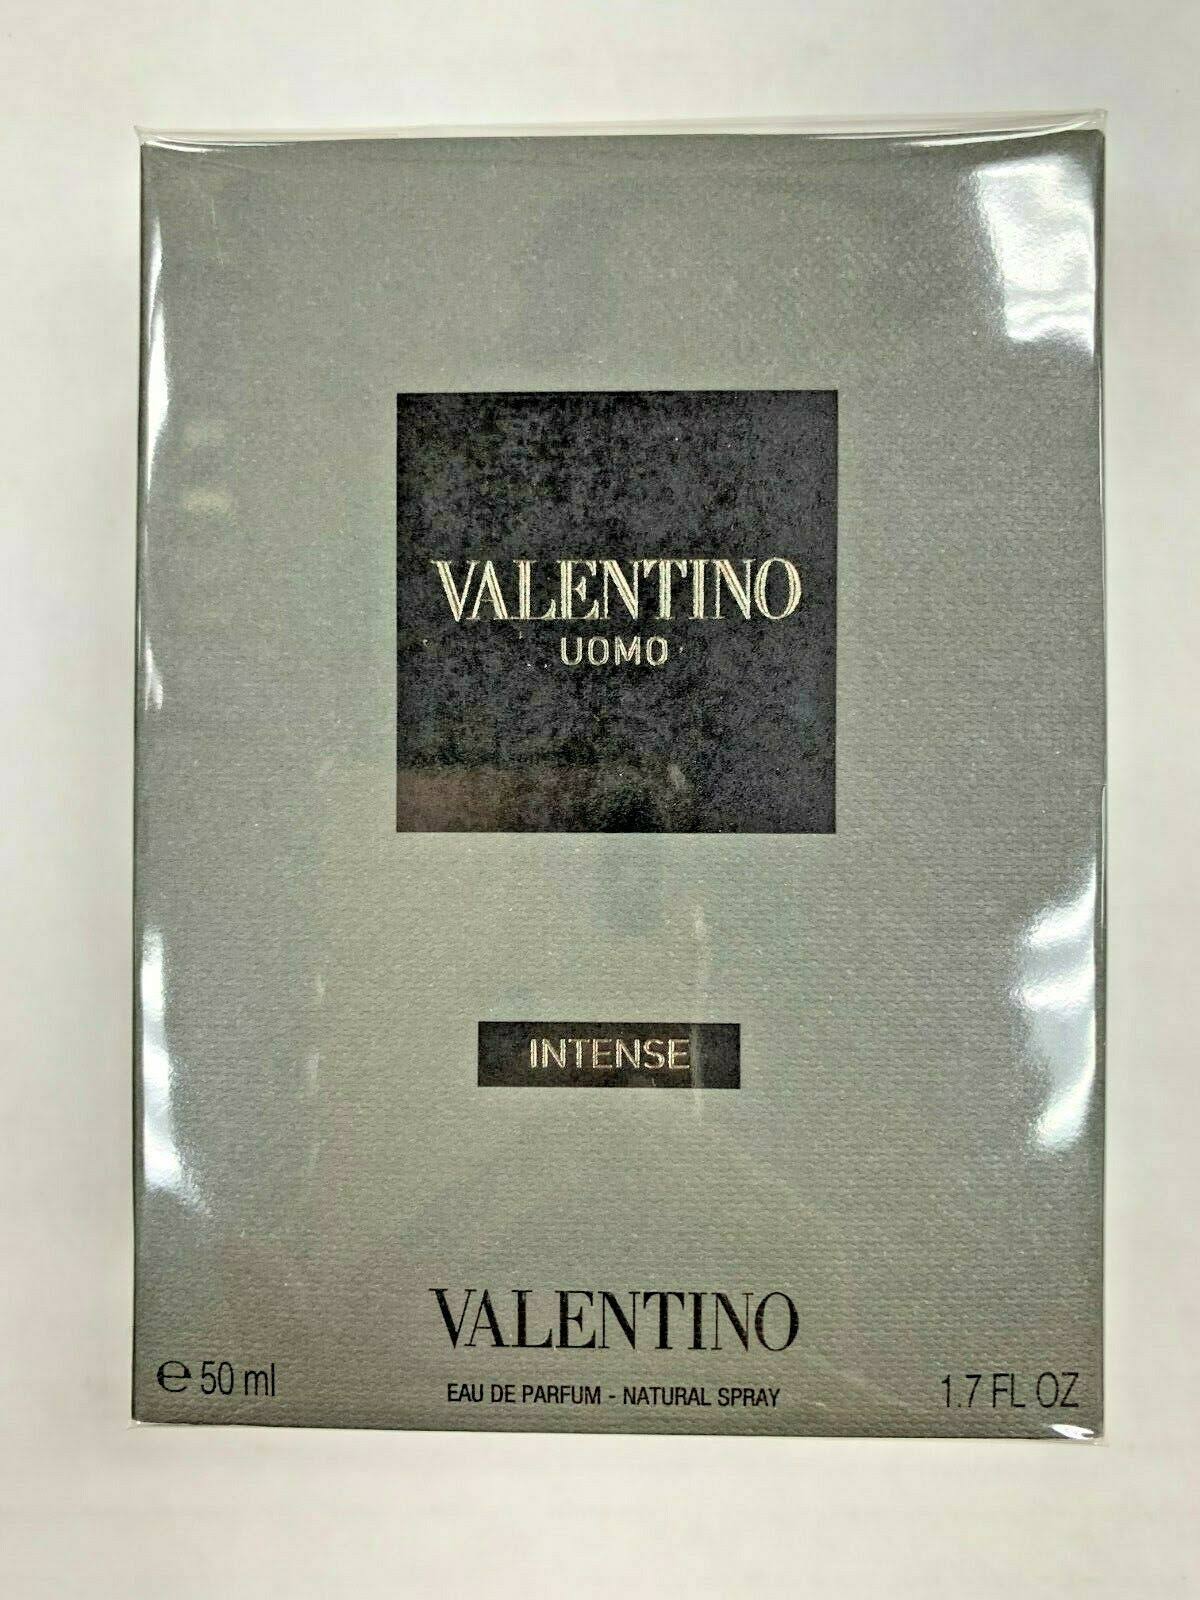 VALENTINO
UOMO
INTENSE
VALENTINO
EAU DE PARFUM - NATURAL SPRAY
℮ 50 ml
1.7 FL OZ